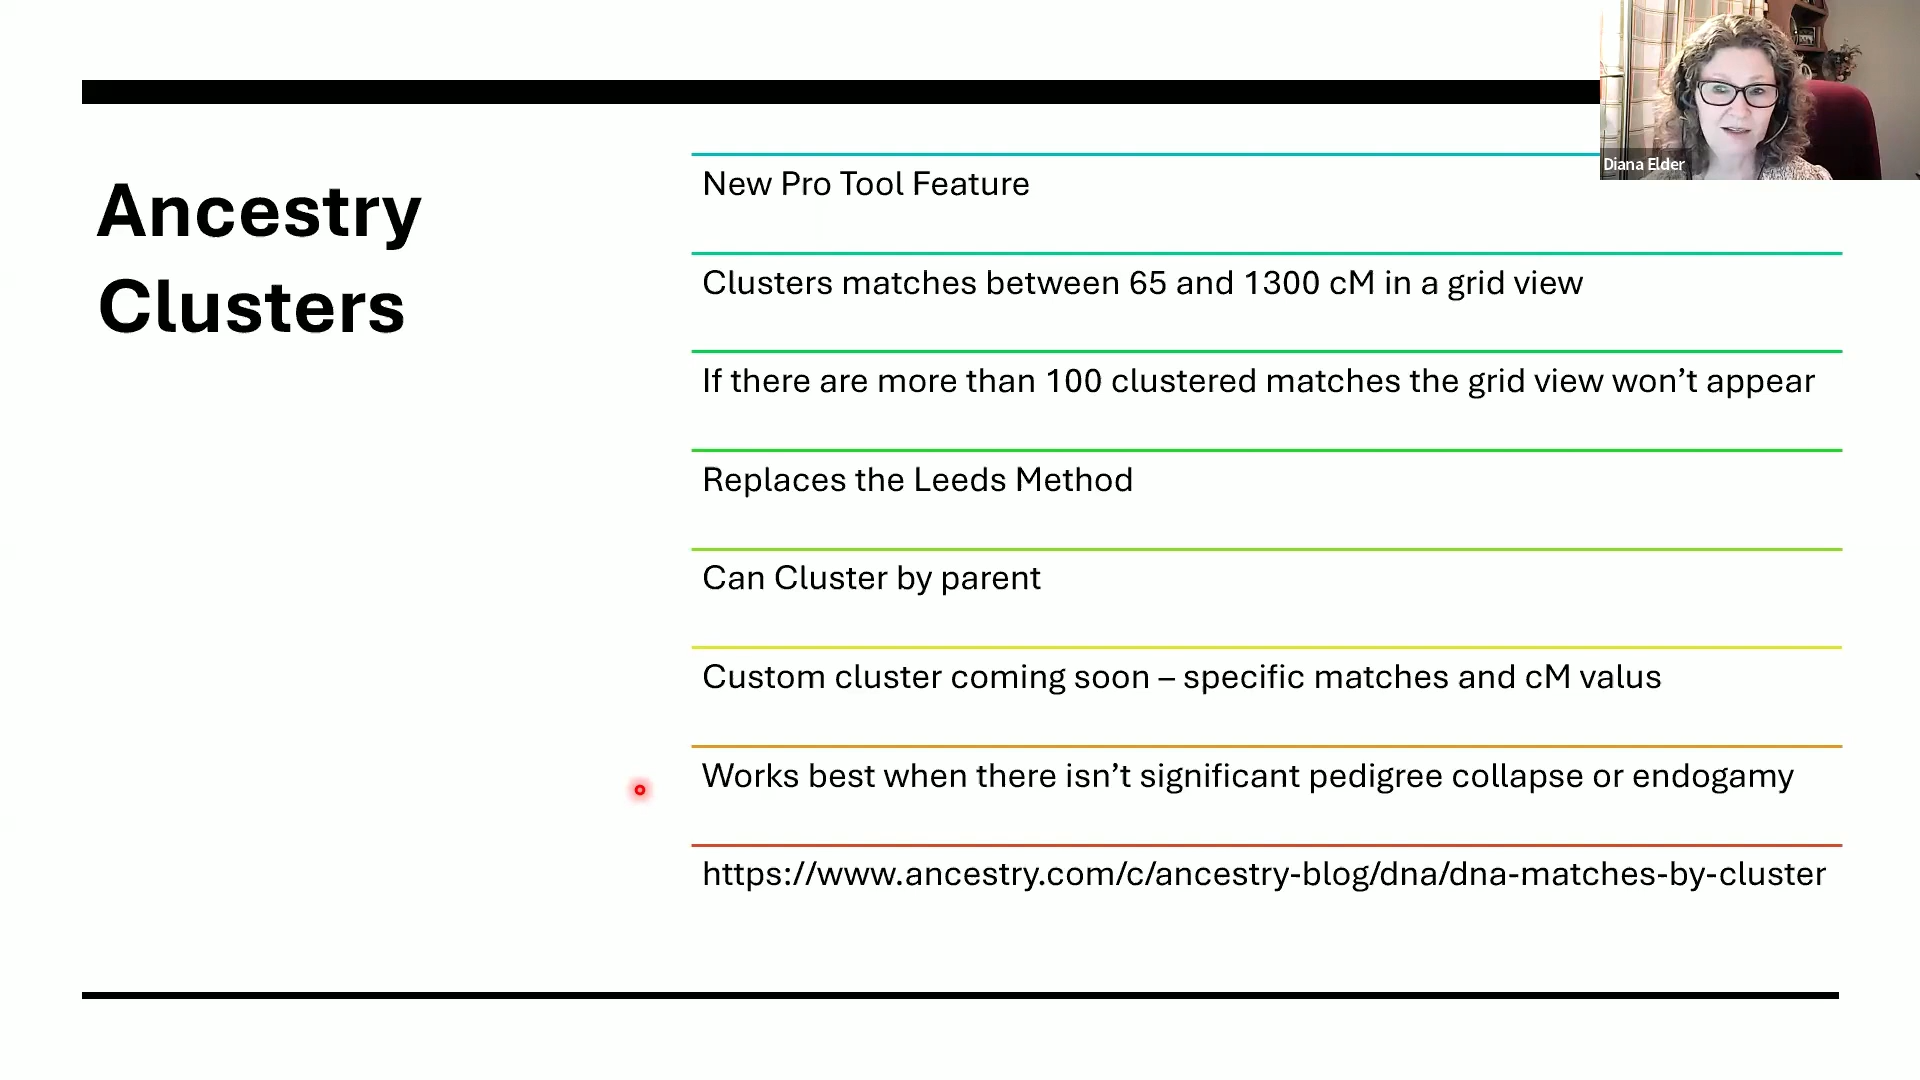 Ancestry
Clusters
New Pro Tool Feature
Clusters matches between 65 and 1300 cM in a grid view
If there are more than 100 clustered matches the grid view won’t appear
Replaces the Leeds Method
Can Cluster by parent
Custom cluster coming soon – specific matches and cM valus
Works best when there isn’t significant pedigree collapse or endogamy
https://www.ancestry.com/c/ancestry-blog/dna/dna-matches-by-cluster
Diana Elder